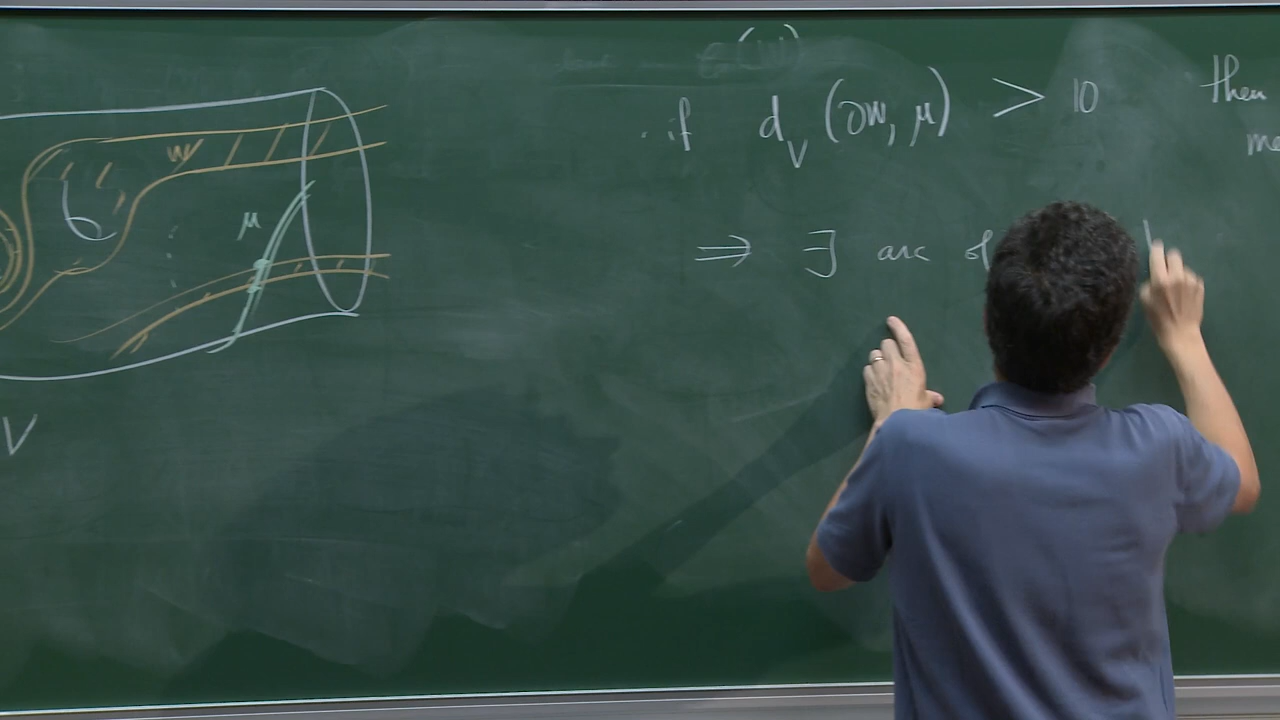 if d_V (∂W, μ) > 10 then
⇒ ∃ arc of
W
μ
V